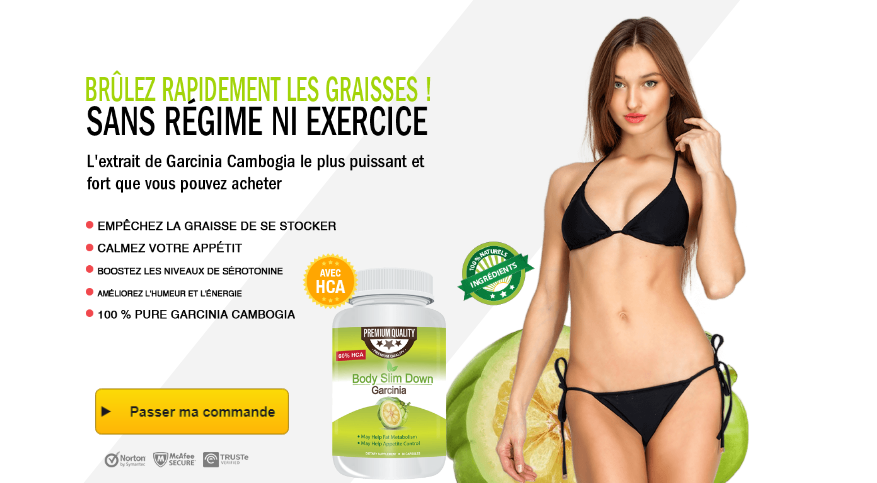 BRÛLEZ RAPIDEMENT LES GRAISSES !
SANS RÉGIME NI EXERCICE
L'extrait de Garcinia Cambogia le plus puissant et
fort que vous pouvez acheter
EMPÊCHEZ LA GRAISSE DE SE STOCKER
CALMEZ VOTRE APPÉTIT
BOOSTEZ LES NIVEAUX DE SÉROTONINE
AMÉLIOREZ L'HUMEUR ET L'ÉNERGIE
100 % PURE GARCINIA CAMBOGIA
AVEC
HCA
100 % NATURELS
INGRÉDIENTS
PREMIUM QUALITY
PREMIUM QUALITY
60% HCA
Body Slim Down
Garcinia
• May Help Fat Metabolism
• May Help Appetite Control
Passer ma commande
Norton
by Symantec
McAfee
SECURE
TRUSTe
VERIFIED